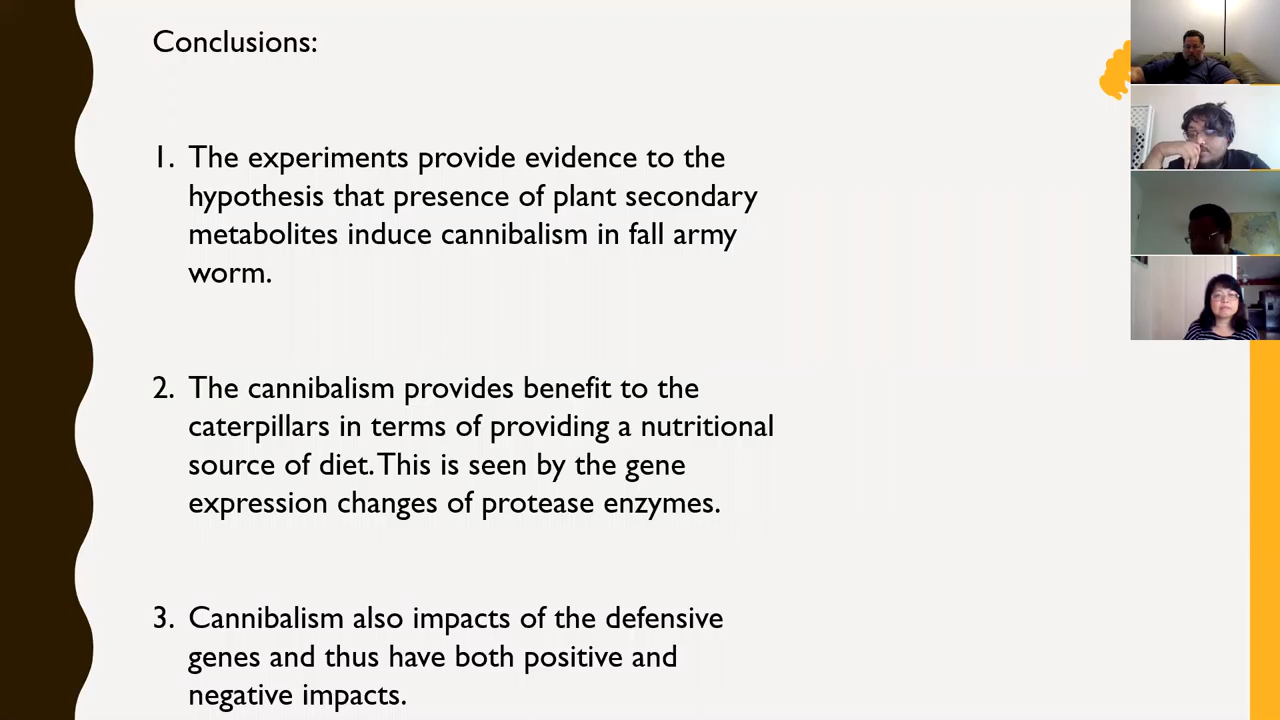 Conclusions:
1. The experiments provide evidence to the
hypothesis that presence of plant secondary
metabolites induce cannibalism in fall army
worm.
2. The cannibalism provides benefit to the
caterpillars in terms of providing a nutritional
source of diet. This is seen by the gene
expression changes of protease enzymes.
3. Cannibalism also impacts of the defensive
genes and thus have both positive and
negative impacts.